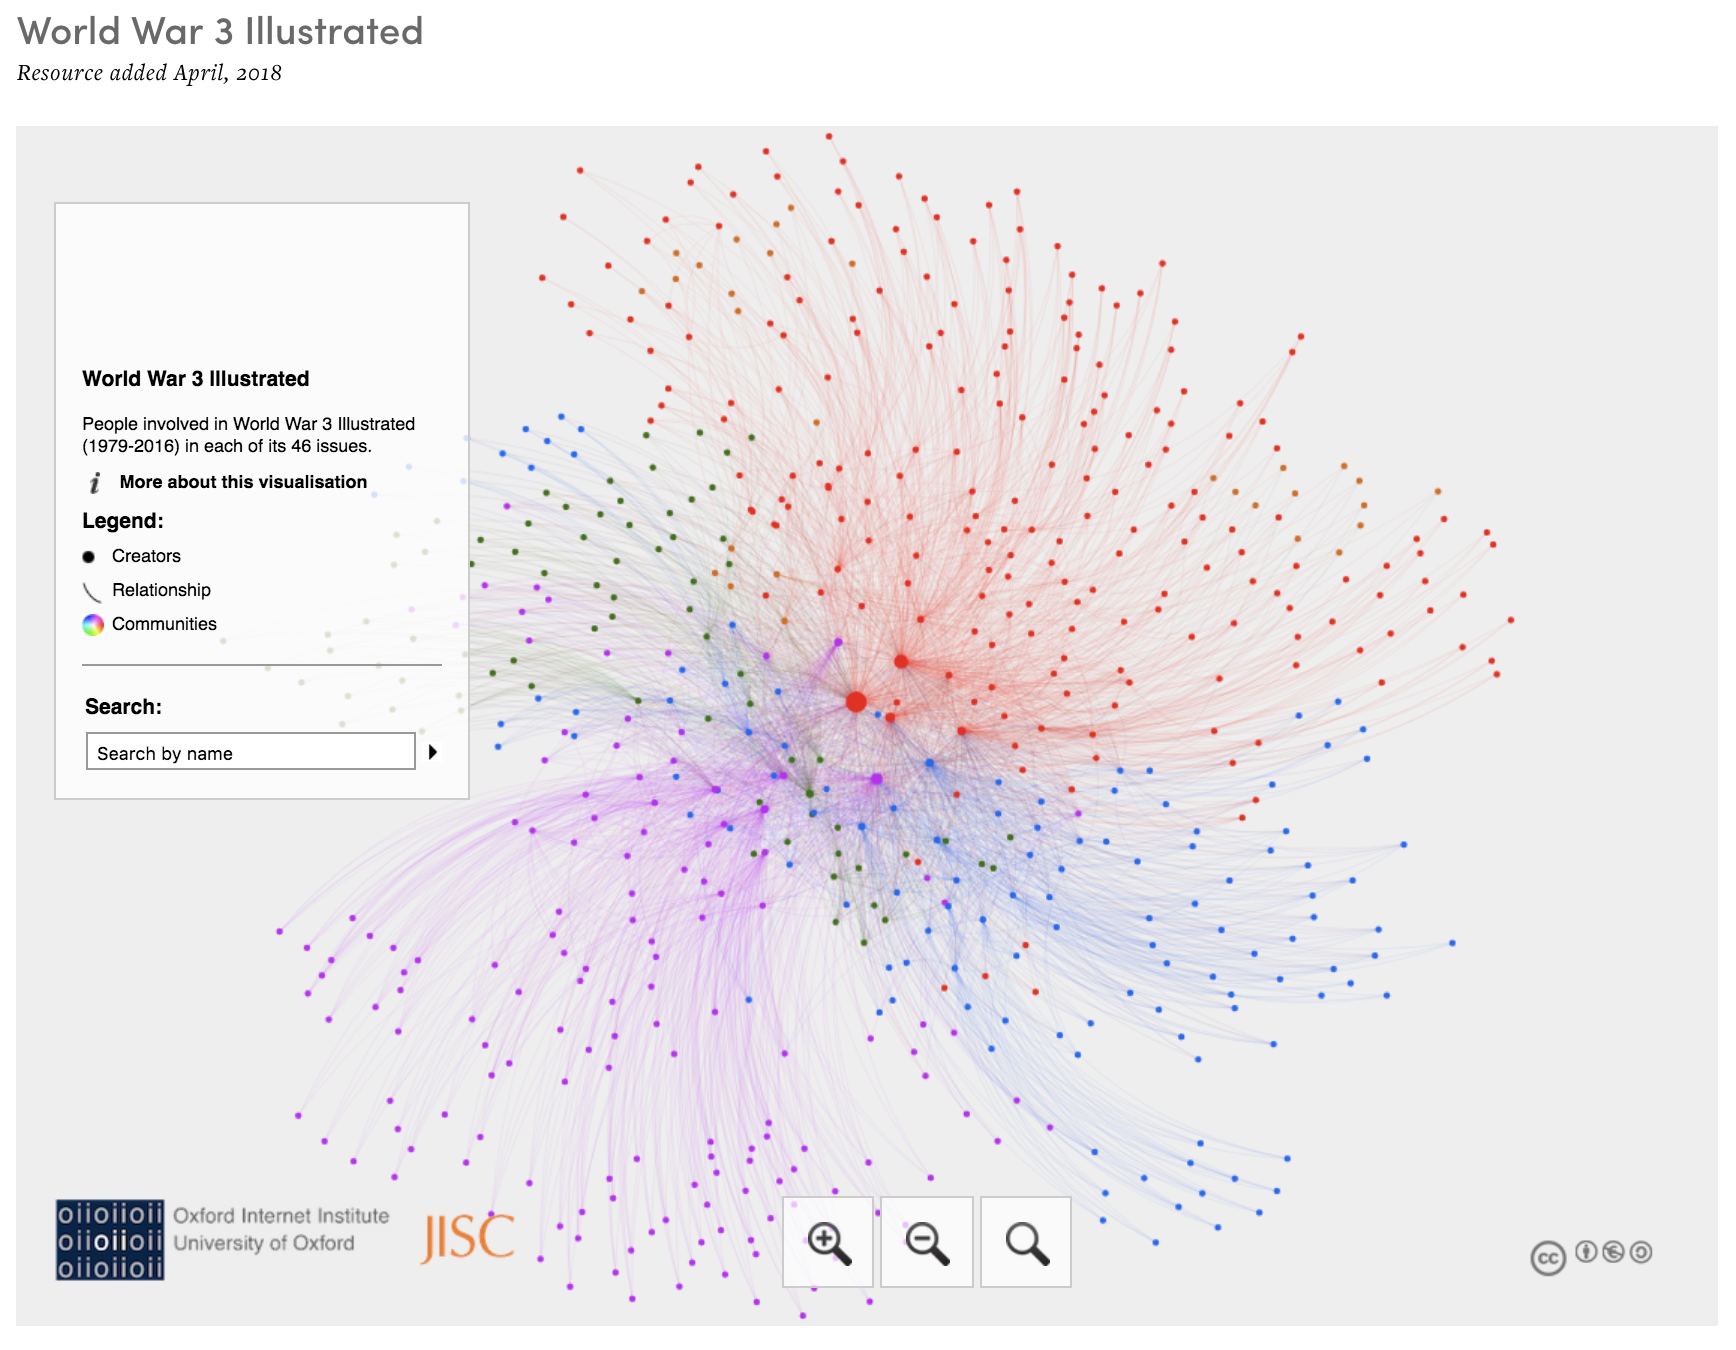 World War 3 Illustrated
Resource added April, 2018
World War 3 Illustrated
People involved in World War 3 Illustrated
(1979-2016) in each of its 46 issues.
i More about this visualisation
Legend:
Creators
Relationship
Communities
Search:
Search by name
oiioiioii
oiioiioii
oiioiioii
Oxford Internet Institute
University of Oxford
JISC
cc